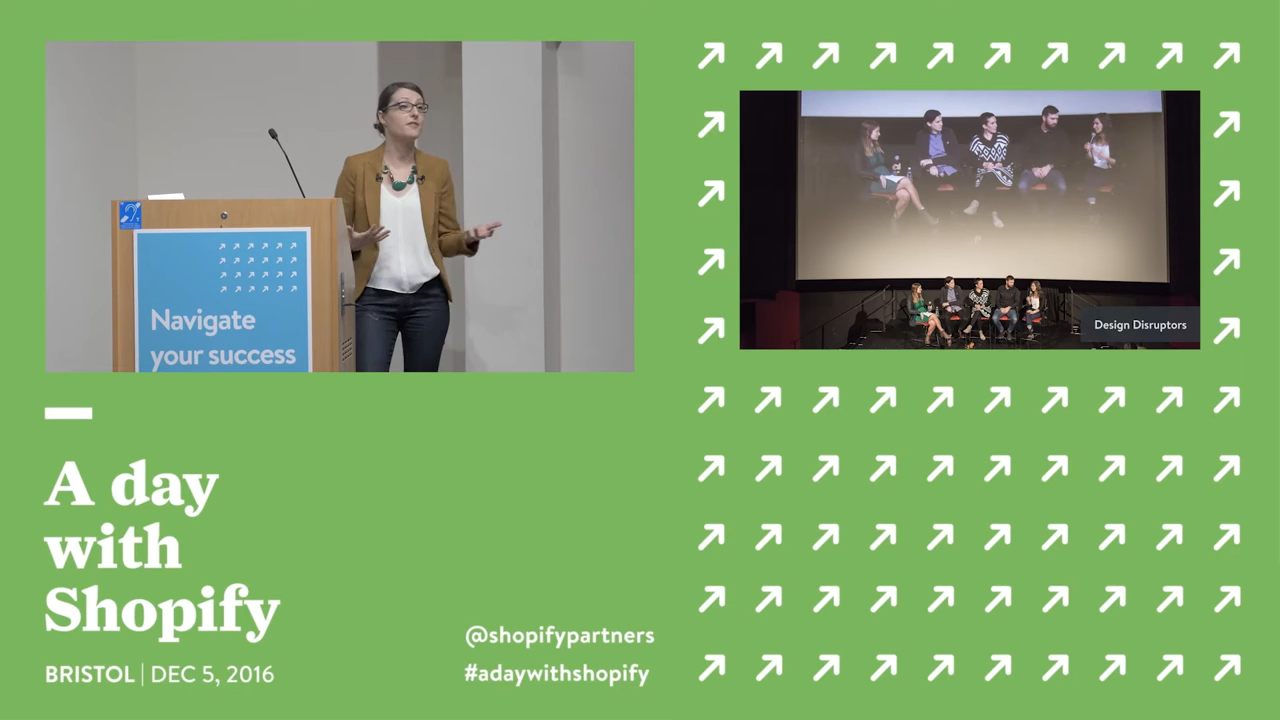 Navigate
your success
Design Disruptors
A day
with
Shopify
BRISTOL | DEC 5, 2016
@shopifypartners
#adaywithshopify